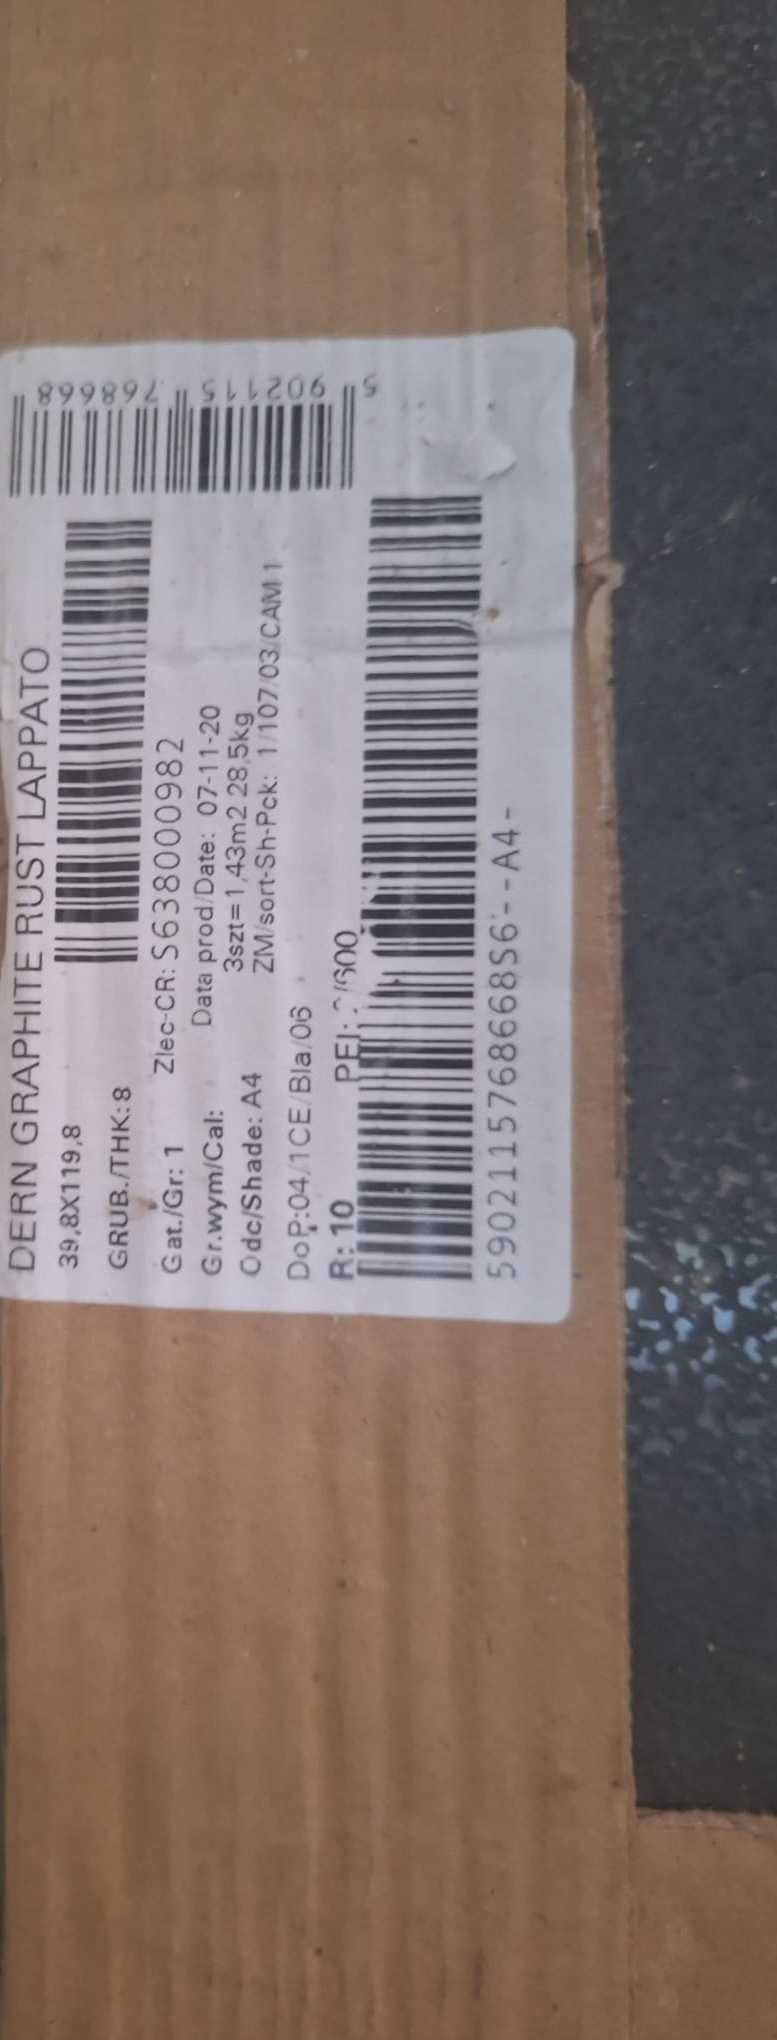 DERN GRAPHITE RUST LAPPATO
39,8X119,8
GRUB./THK:8
Gat./Gr: 1 Zlec-CR: S638000982
Gr.wym/Cal: Data prod/Date: 07-11-20
Odc/Shade: A4 3szt=1,43m2 28,5kg
ZM/sort-Sh-Pck: 1/107/03/CAM 1
DoP:04/1CE/BIa/06
R: 10 PEI:
5902115768668S6--A4-
5 902115 768668